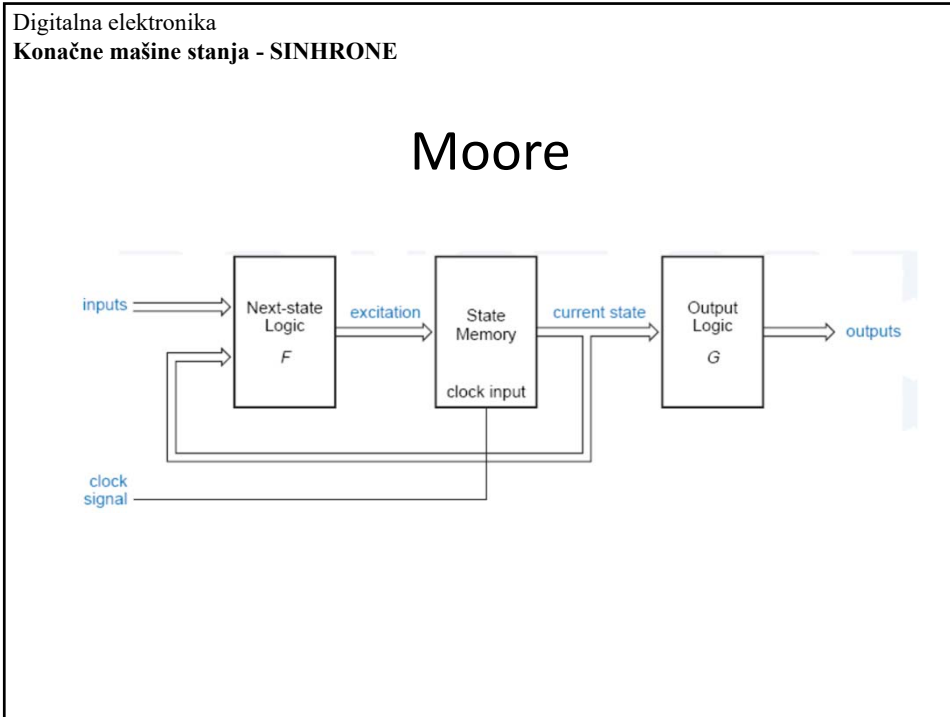 Digitalna elektronika
Konačne mašine stanja - SINHRONE
Moore
inputs
Next-state
Logic
F
excitation
State
Memory
clock input
current state
Output
Logic
G
outputs
clock
signal